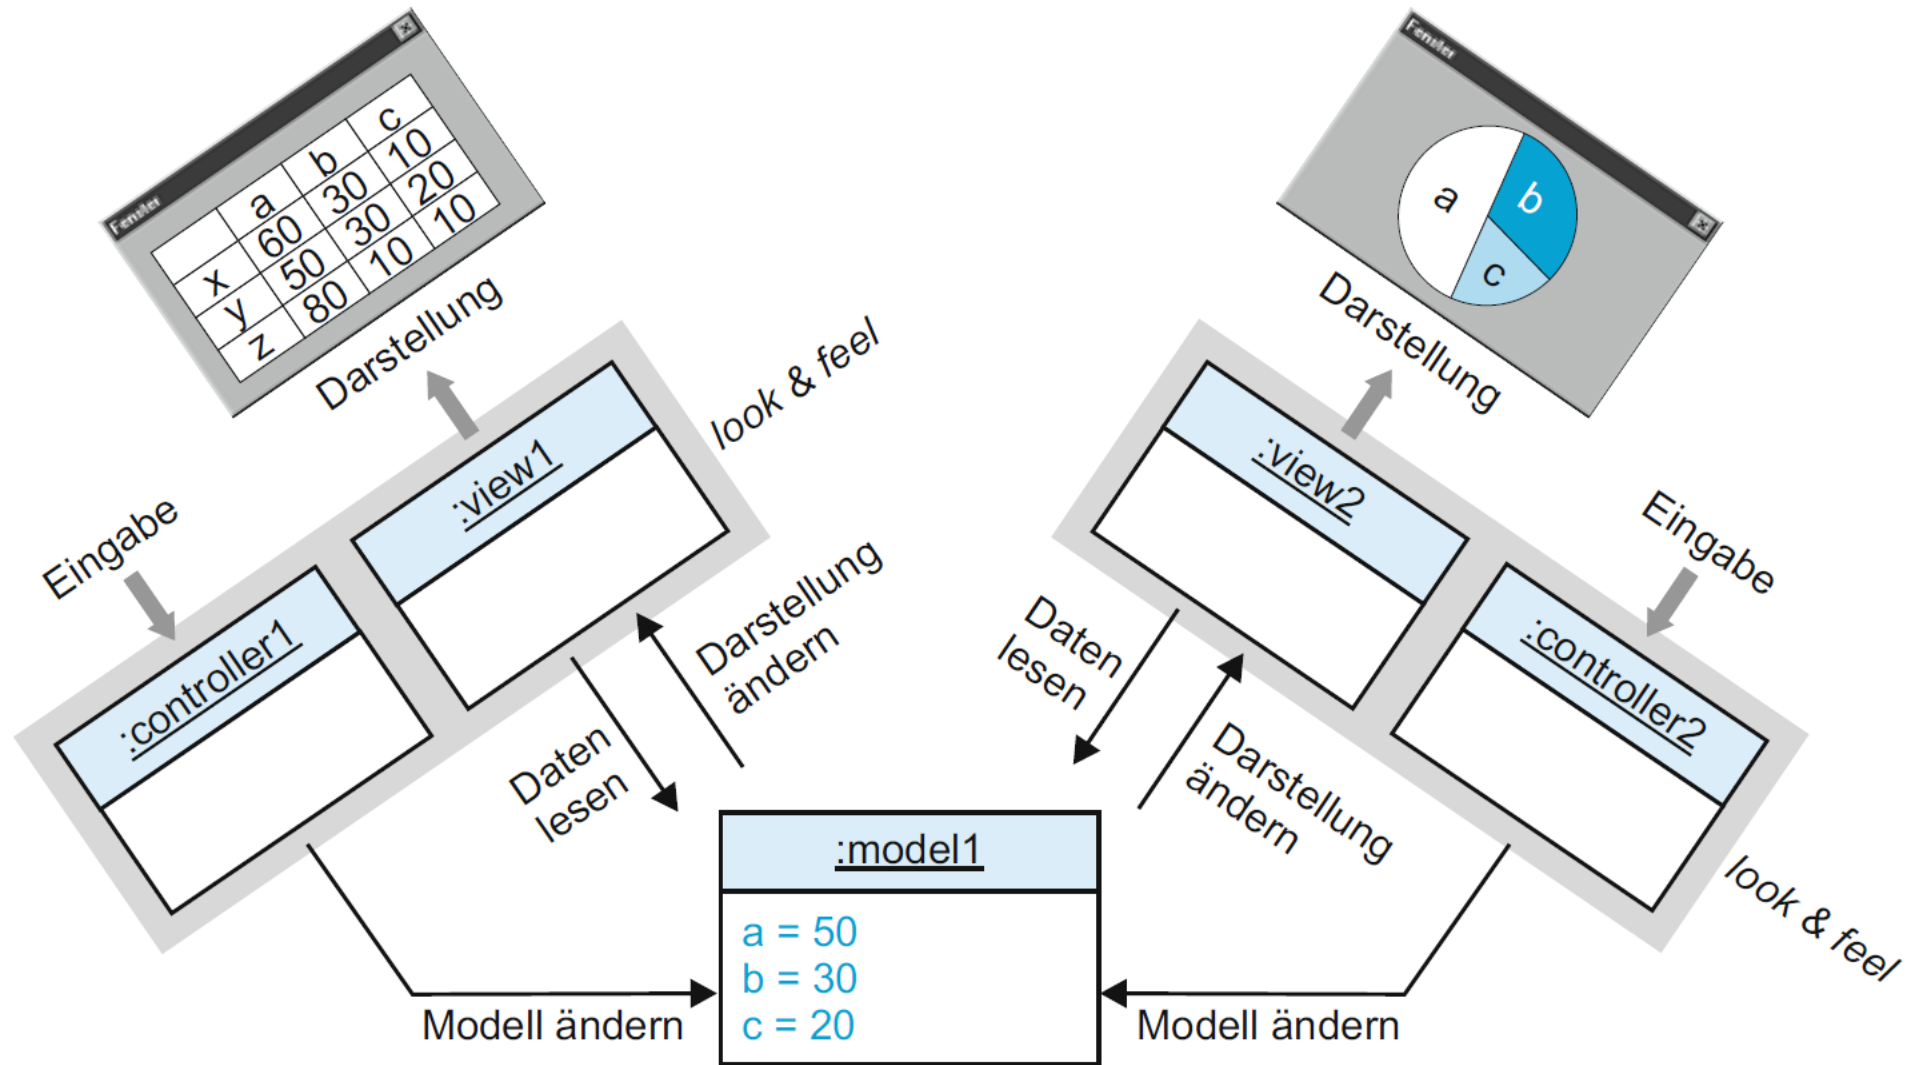 Fenster
a b c
x 60 30 10
y 50 30 20
z 80 10 10
Darstellung
look & feel
:view1
Eingabe
:controller1
Darstellung
ändern
Daten
lesen
Modell ändern
Fenster
a
b
c
Darstellung
:view2
Eingabe
:controller2
Daten
lesen
Darstellung
ändern
look & feel
Modell ändern
:model1
a = 50
b = 30
c = 20